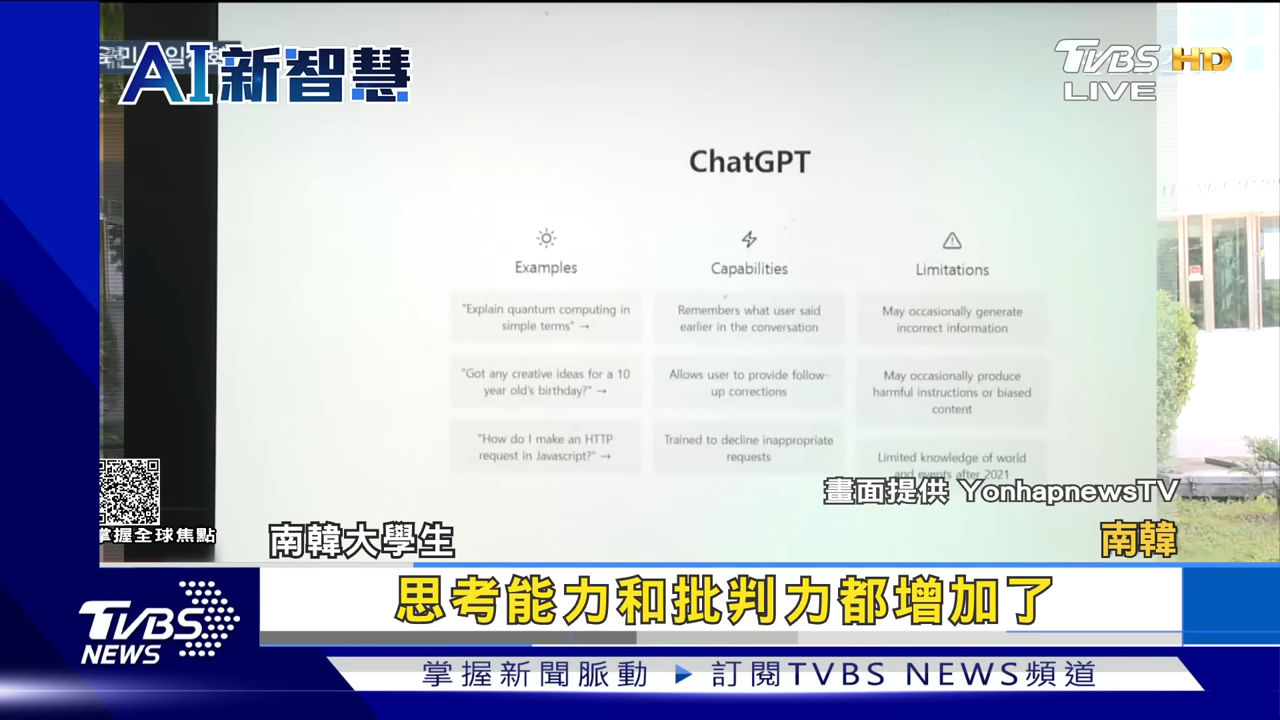 AI新智慧
TVBS HD
LIVE
ChatGPT
Examples
Capabilities
Limitations
"Explain quantum computing in
simple terms" →
Remembers what user said
earlier in the conversation
May occasionally generate
incorrect information
"Got any creative ideas for a 10
year old's birthday?" →
Allows user to provide follow-
up corrections
May occasionally produce
harmful instructions or biased
content
"How do I make an HTTP
request in Javascript?" →
Trained to decline inappropriate
requests
Limited knowledge of world
and events after 2021
畫面提供 YonhapnewsTV
掌握全球焦點
南韓大學生
南韓
思考能力和批判力都增加了
TVBS
NEWS
掌握新聞脈動 ▶ 訂閱TVBS NEWS頻道